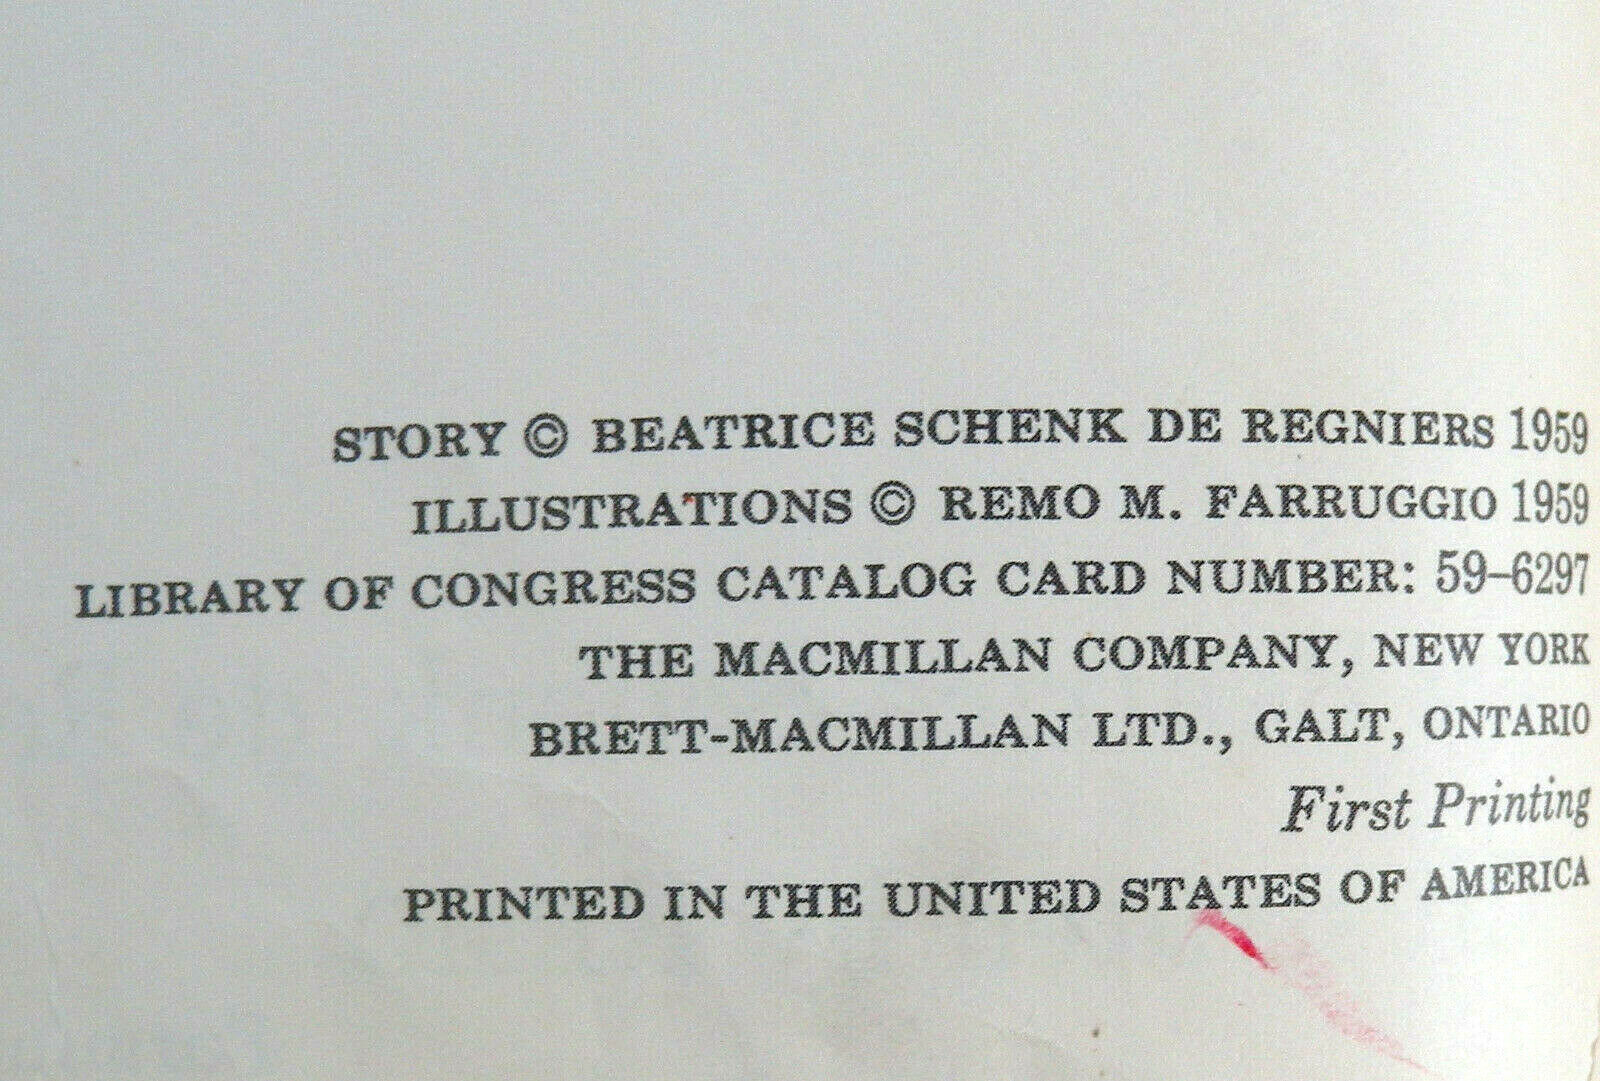 STORY © BEATRICE SCHENK DE REGNIERS 1959
ILLUSTRATIONS © REMO M. FARRUGGIO 1959
LIBRARY OF CONGRESS CATALOG CARD NUMBER: 59–6297
THE MACMILLAN COMPANY, NEW YORK
BRETT-MACMILLAN LTD., GALT, ONTARIO
First Printing
PRINTED IN THE UNITED STATES OF AMERICA